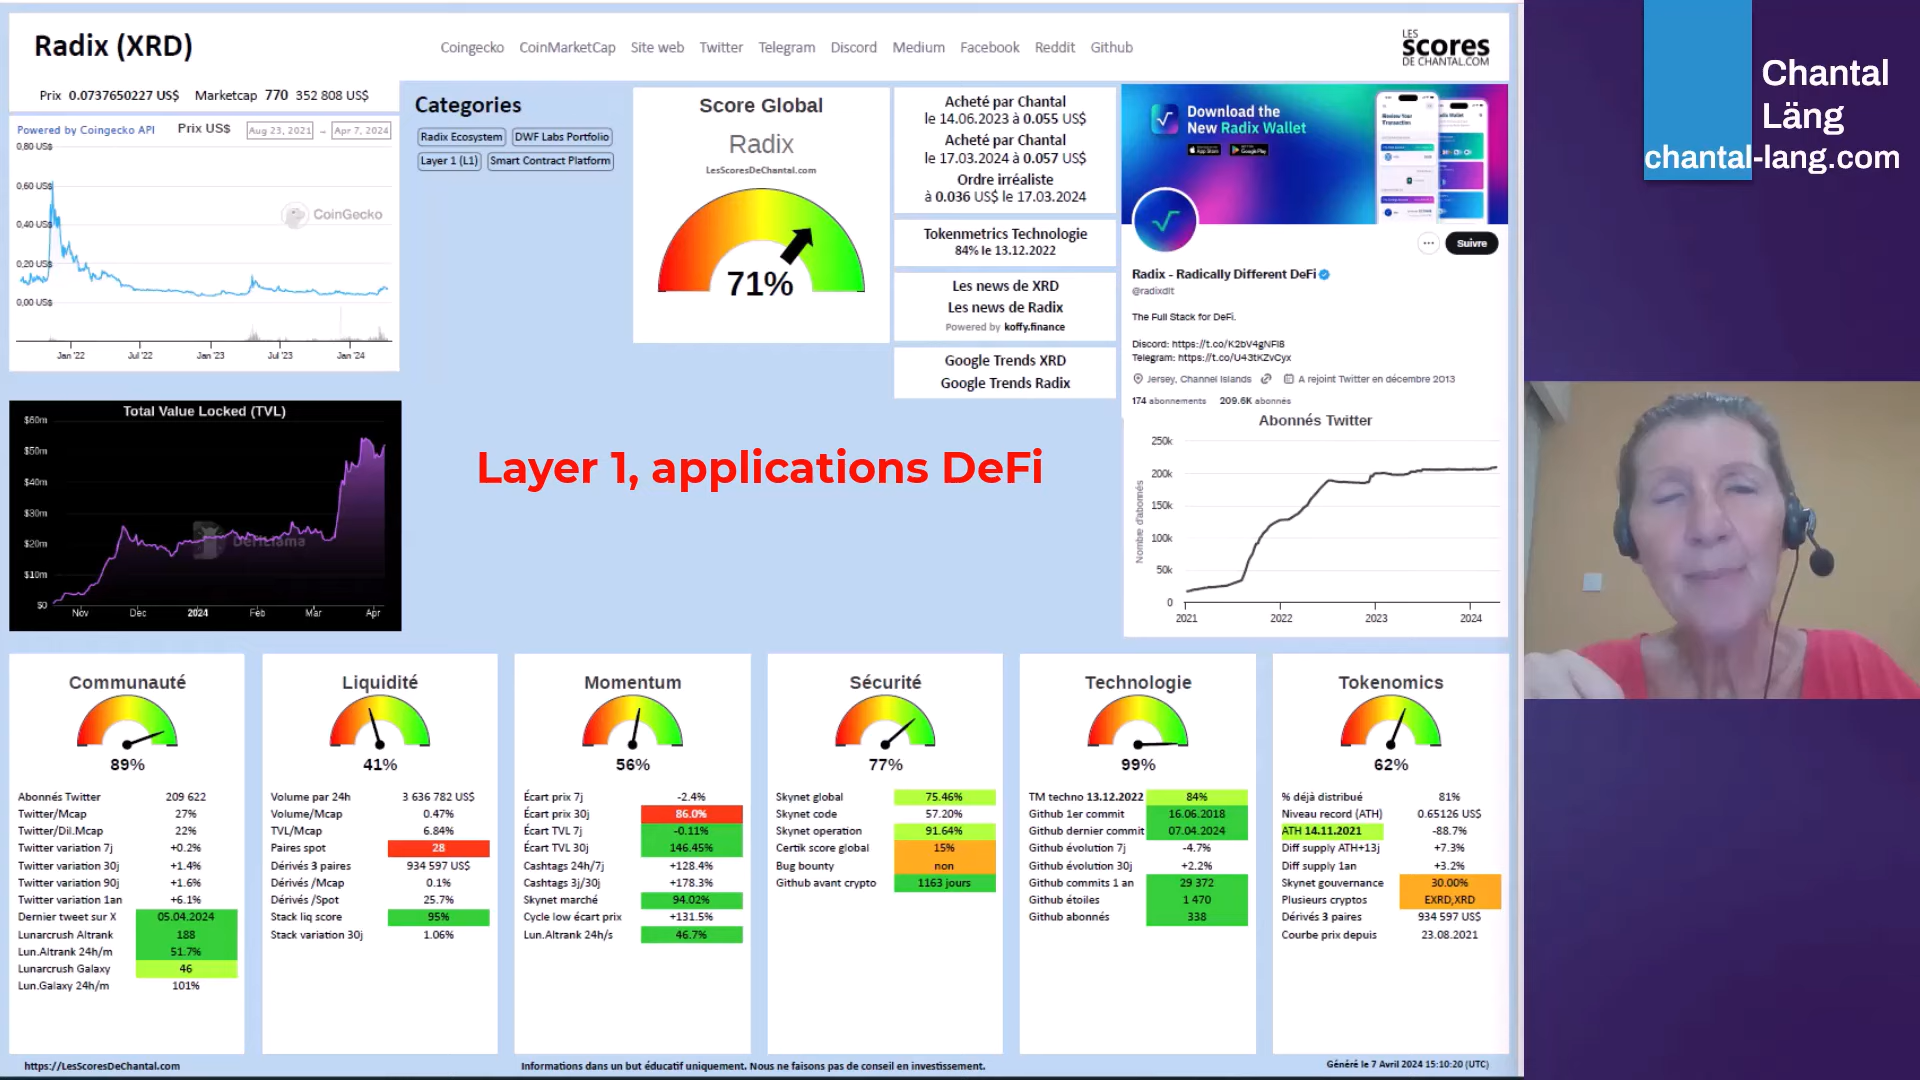 Radix (XRD)
Coingecko CoinMarketCap Site web Twitter Telegram Discord Medium Facebook Reddit Github
LES
scores
DE CHANTAL.COM
Prix 0.0737650227 US$ Marketcap 770 352 808 US$
Powered by Coingecko API Prix US$ Aug 23, 2021 → Apr 7, 2024
0,80 US$
0,60 US$
0,40 US$
0,20 US$
0,00 US$
CoinGecko
Jan '22 Jul '22 Jan '23 Jul '23 Jan '24
Categories
Radix Ecosystem DWF Labs Portfolio
Layer 1 (L1) Smart Contract Platform
Score Global
Radix
LesScoresDeChantal.com
71%
Acheté par Chantal
le 14.06.2023 à 0.055 US$
Acheté par Chantal
le 17.03.2024 à 0.057 US$
Ordre irréaliste
à 0.036 US$ le 17.03.2024
Tokenmetrics Technologie
84% le 13.12.2022
Les news de XRD
Les news de Radix
Powered by koffy.finance
Google Trends XRD
Google Trends Radix
Download the
New Radix Wallet
App Store Google Play
Suivre
Radix - Radically Different DeFi
@radixdlt
The Full Stack for DeFi.
Discord: https://t.co/K2bV4gNFI8
Telegram: https://t.co/U43tKZvCyx
Jersey, Channel Islands A rejoint Twitter en décembre 2013
174 abonnements 209.6K abonnés
Abonnés Twitter
Nombre d'abonnés
250k
200k
150k
100k
50k
0
2021 2022 2023 2024
Total Value Locked (TVL)
$60m
$50m
$40m
$30m
$20m
$10m
$0
DefiLlama
Nov Dec 2024 Feb Mar Apr
Layer 1, applications DeFi
Communauté
89%
Abonnés Twitter 209 622
Twitter/Mcap 27%
Twitter/Dil.Mcap 22%
Twitter variation 7j +0.2%
Twitter variation 30j +1.4%
Twitter variation 90j +1.6%
Twitter variation 1an +6.1%
Dernier tweet sur X 05.04.2024
Lunarcrush Altrank 188
Lun.Altrank 24h/m 51.7%
Lunarcrush Galaxy 46
Lun.Galaxy 24h/m 101%
Liquidité
41%
Volume par 24h 3 636 782 US$
Volume/Mcap 0.47%
TVL/Mcap 6.84%
Paires spot 28
Dérivés 3 paires 934 597 US$
Dérivés /Mcap 0.1%
Dérivés /Spot 25.7%
Stack liq score 95%
Stack variation 30j 1.06%
Momentum
56%
Écart prix 7j -2.4%
Écart prix 30j 86.0%
Écart TVL 7j -0.11%
Écart TVL 30j 146.45%
Cashtags 24h/7j +128.4%
Cashtags 3j/30j +178.3%
Skynet marché 94.02%
Cycle low écart prix +131.5%
Lun.Altrank 24h/s 46.7%
Sécurité
77%
Skynet global 75.46%
Skynet code 57.20%
Skynet operation 91.64%
Certik score global 15%
Bug bounty non
Github avant crypto 1163 jours
Technologie
99%
TM techno 13.12.2022 84%
Github 1er commit 16.06.2018
Github dernier commit 07.04.2024
Github évolution 7j -4.7%
Github évolution 30j +2.2%
Github commits 1 an 29 372
Github étoiles 1 470
Github abonnés 338
Tokenomics
62%
% déjà distribué 81%
Niveau record (ATH) 0.65126 US$
ATH 14.11.2021 -88.7%
Diff supply ATH+13j +7.3%
Diff supply 1an +3.2%
Skynet gouvernance 30.00%
Plusieurs cryptos EXRD,XRD
Dérivés 3 paires 934 597 US$
Courbe prix depuis 23.08.2021
https://LesScoresDeChantal.com
Informations dans un but éducatif uniquement. Nous ne faisons pas de conseil en investissement.
Généré le 7 Avril 2024 15:10:20 (UTC)
Chantal
Läng
chantal-lang.com